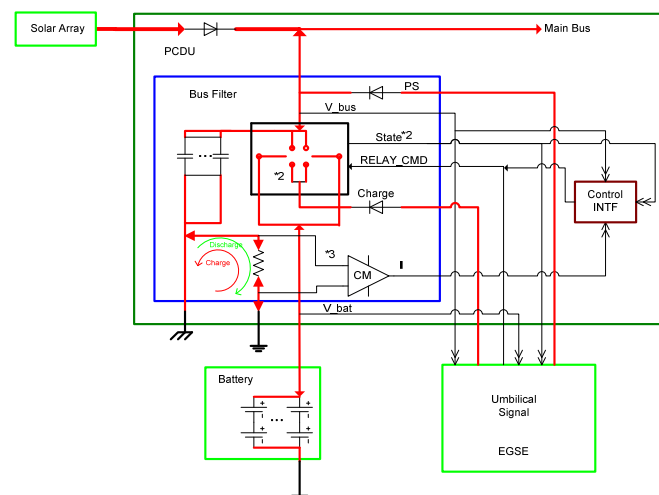 Solar Array
Main Bus
PCDU
PS
Bus Filter
V_bus
State*2
RELAY_CMD
*2
Charge
Control
INTF
Discharge
Charge
*3
CM
I
V_bat
Battery
+
+
...
+
+
Umbilical
Signal
EGSE